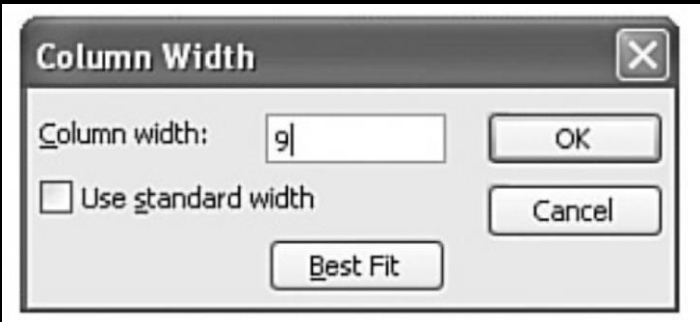 Column Width
Column width: 9 OK
Use standard width Cancel
Best Fit